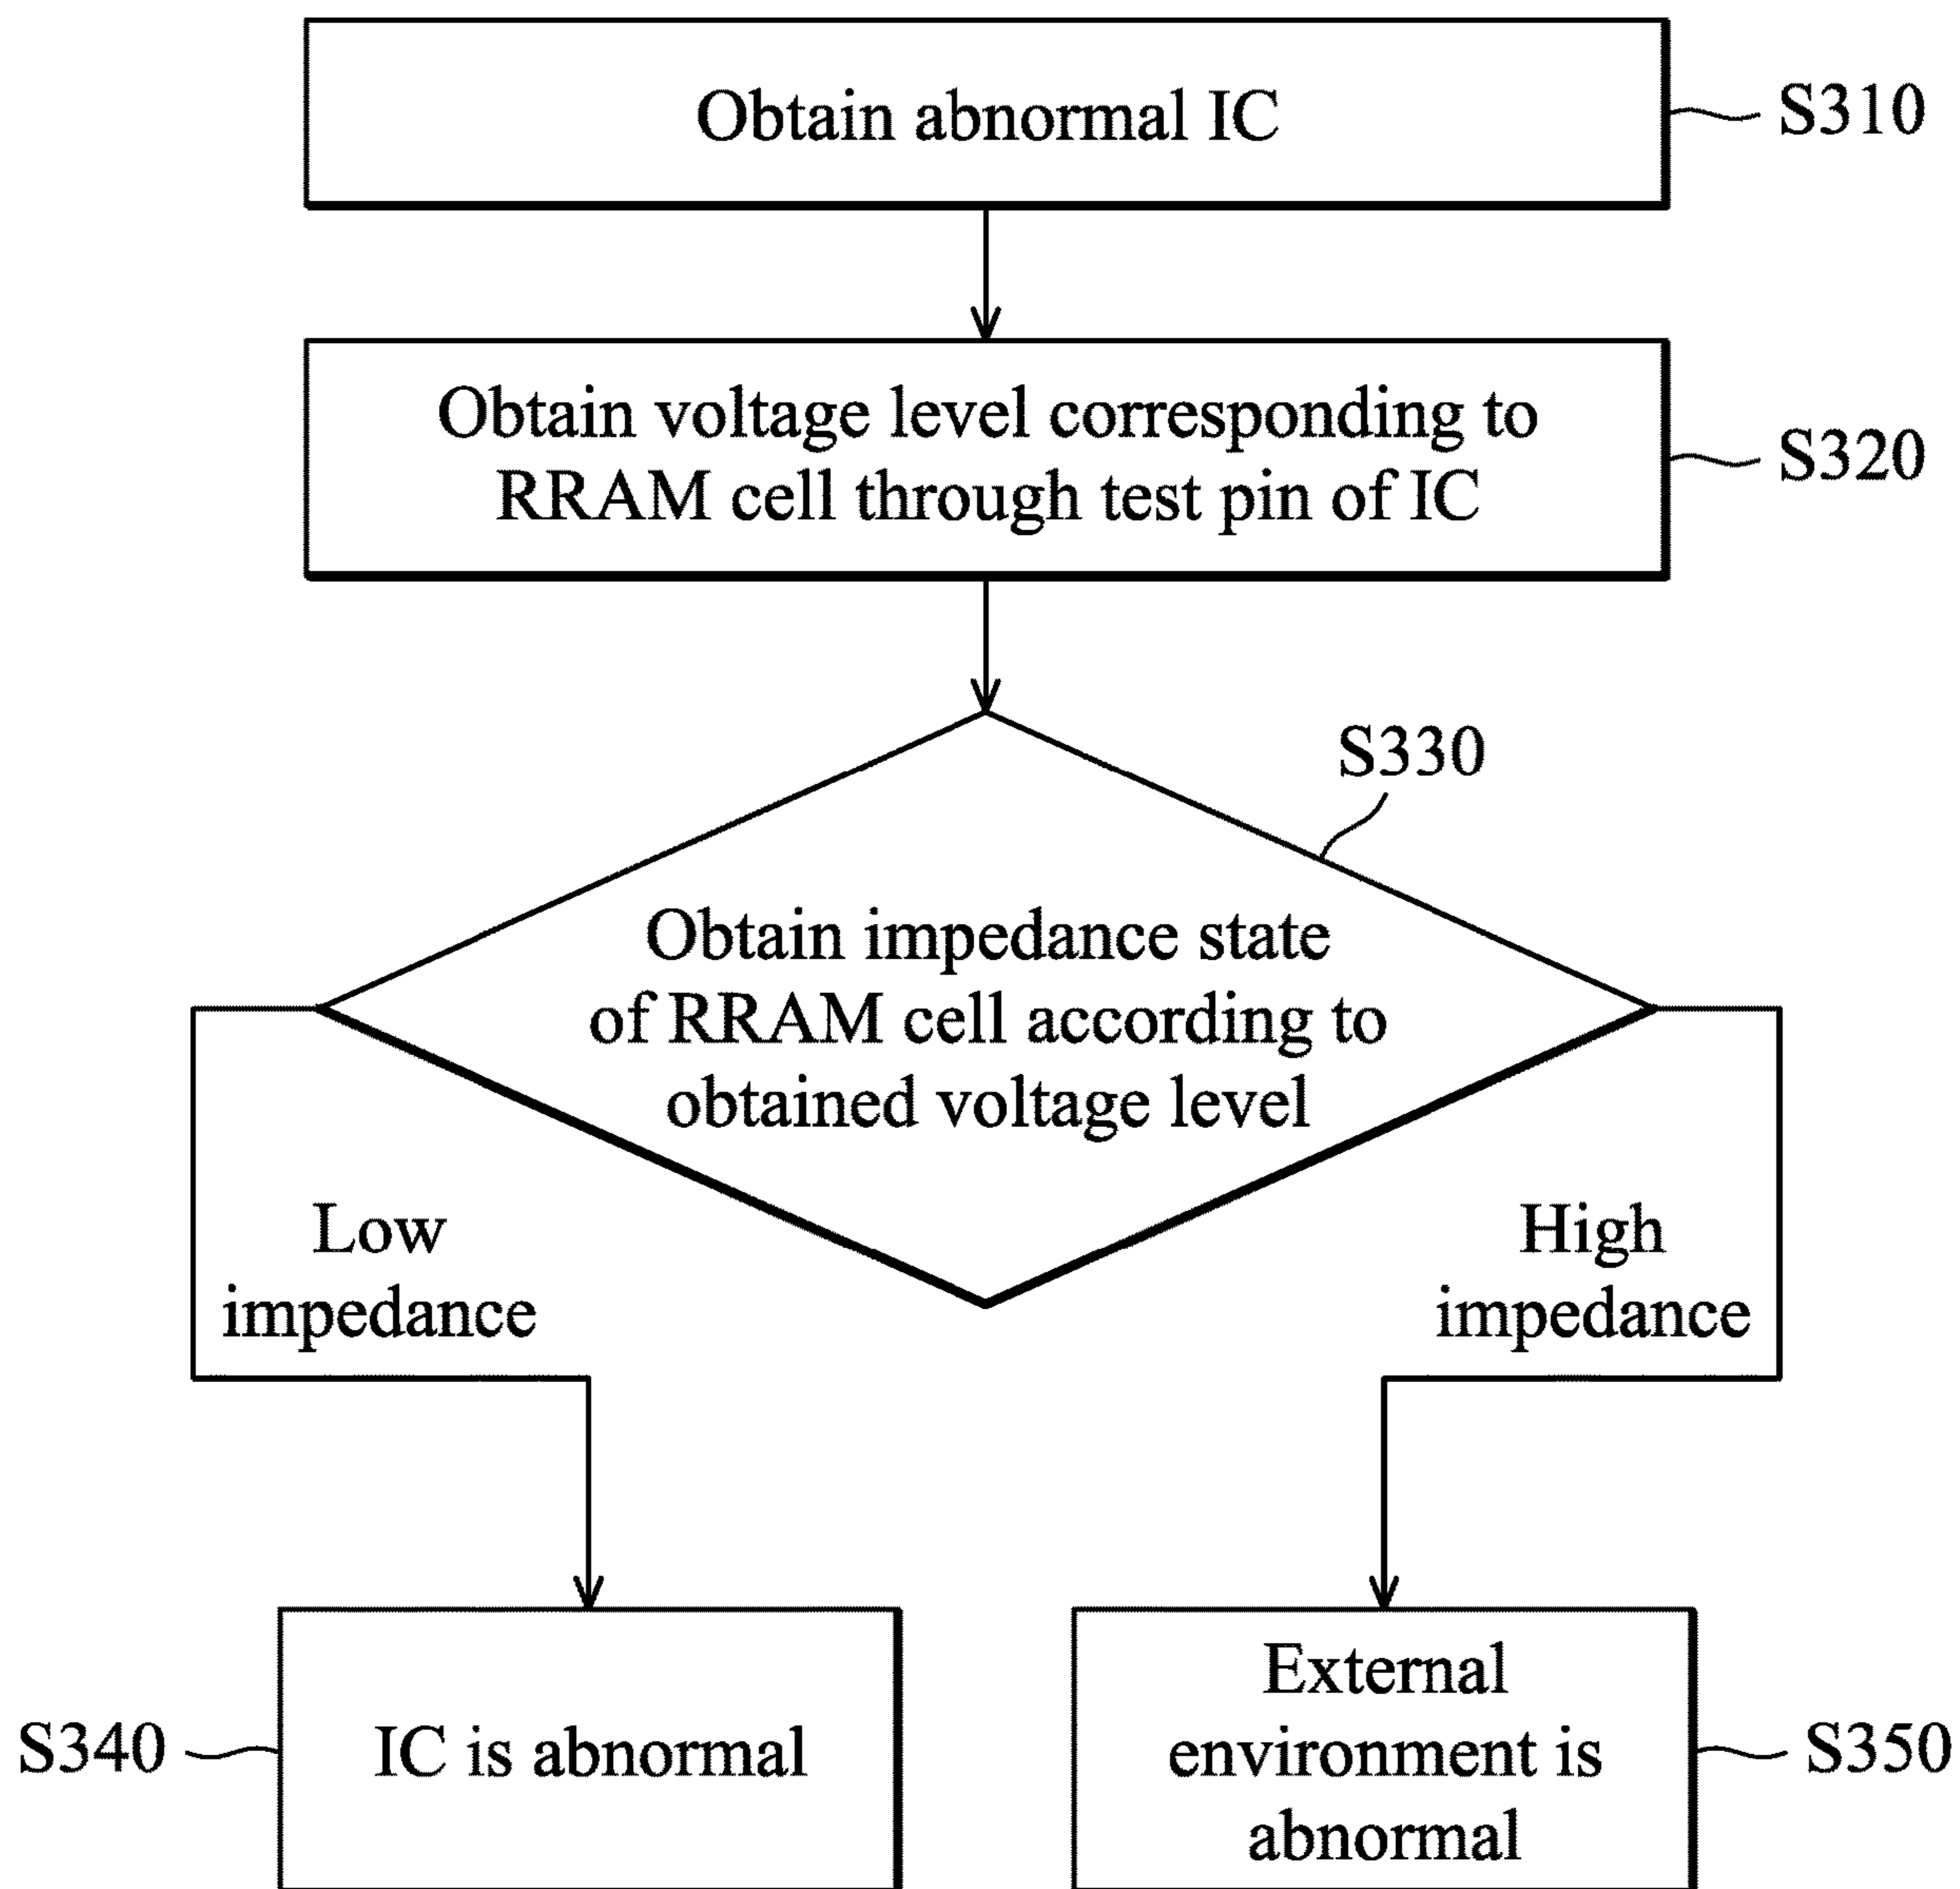 Obtain abnormal IC
S310
Obtain voltage level corresponding to
RRAM cell through test pin of IC
S320
S330
Obtain impedance state
of RRAM cell according to
obtained voltage level
Low
impedance
High
impedance
S340
IC is abnormal
External
environment is
abnormal
S350